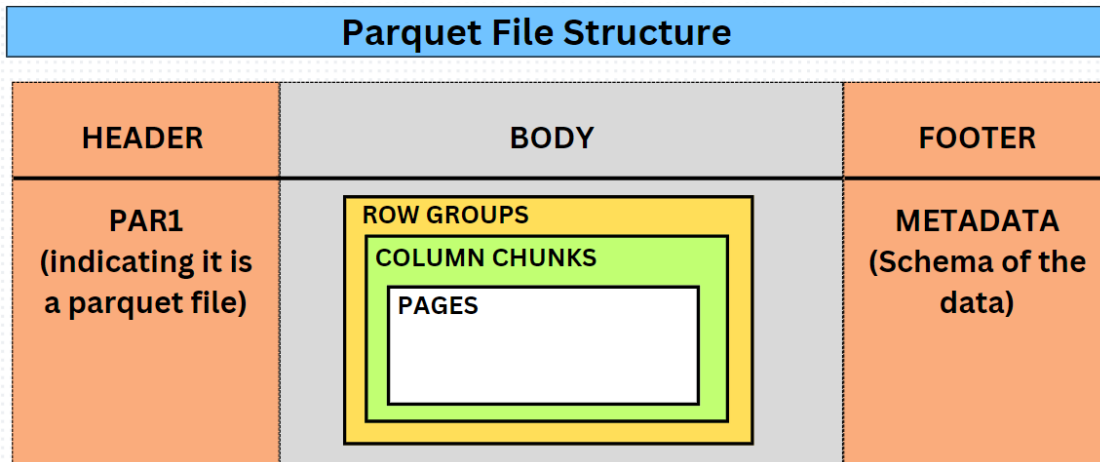 Parquet File Structure
HEADER
BODY
FOOTER
PAR1
(indicating it is
a parquet file)
ROW GROUPS
COLUMN CHUNKS
PAGES
METADATA
(Schema of the
data)